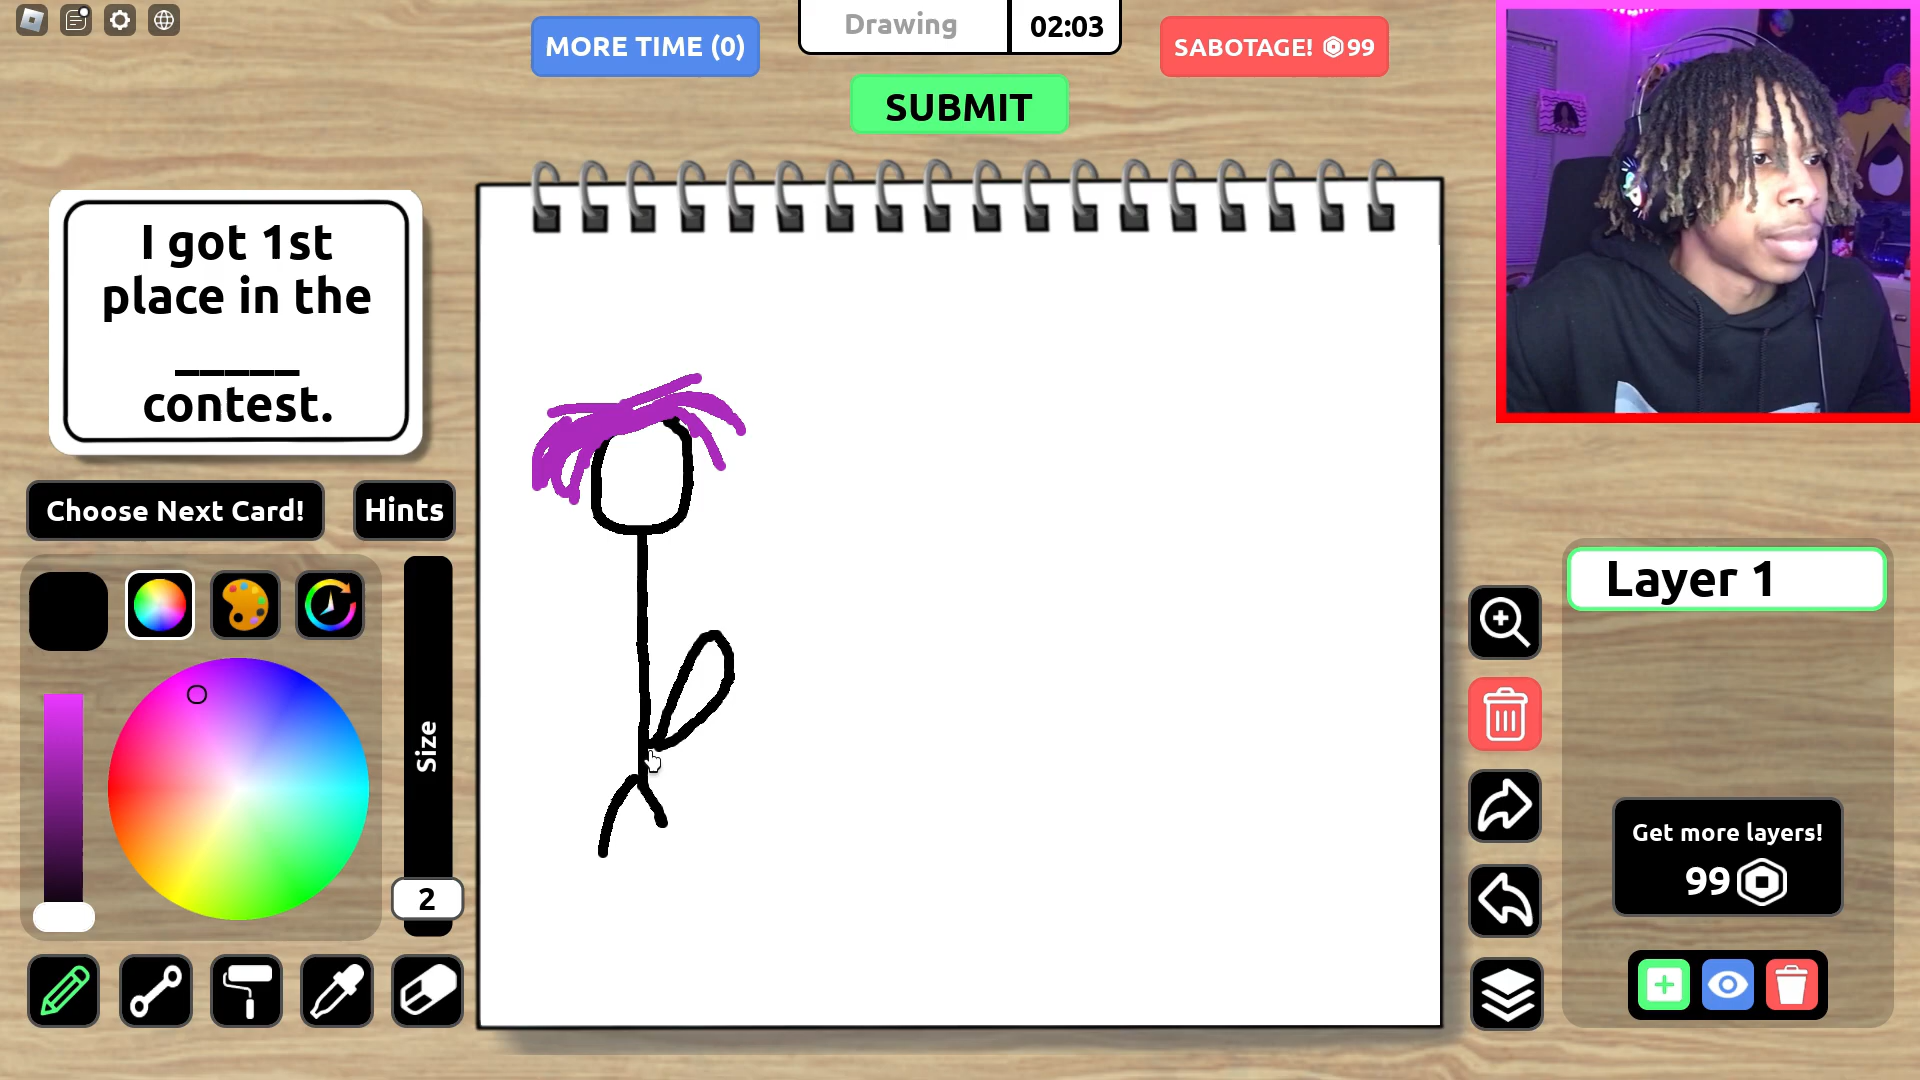 MORE TIME (0)
Drawing
02:03
SABOTAGE! 99
SUBMIT
I got 1st
place in the
_____
contest.
Choose Next Card!
Hints
Size
2
Layer 1
Get more layers!
99